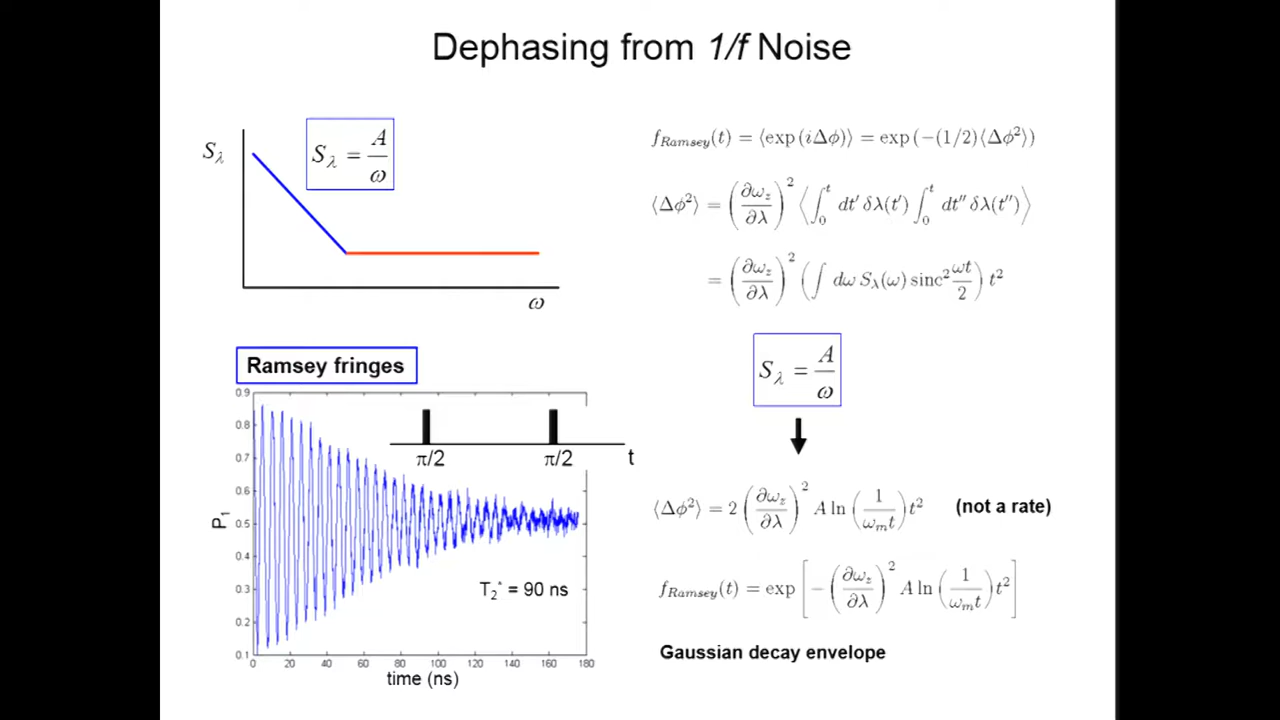 Dephasing from 1/f Noise
S_λ
S_λ = A/ω
ω
f_Ramsey(t) = ⟨exp (iΔϕ)⟩ = exp (−(1/2)⟨Δϕ²⟩)
⟨Δϕ²⟩ = (∂ω_z/∂λ)² ⟨∫₀ᵗ dt′ δλ(t′) ∫₀ᵗ dt″ δλ(t″)⟩
= (∂ω_z/∂λ)² (∫ dω S_λ(ω) sinc² ωt/2) t²
S_λ = A/ω
⟨Δϕ²⟩ = 2 (∂ω_z/∂λ)² A ln (1/ω_m t) t² (not a rate)
f_Ramsey(t) = exp [−(∂ω_z/∂λ)² A ln (1/ω_m t) t²]
Gaussian decay envelope
Ramsey fringes
0.9
0.8
0.7
0.6
0.5
0.4
0.3
0.2
0.1
P₁
π/2 π/2 t
T₂* = 90 ns
0 20 40 60 80 100 120 140 160 180
time (ns)